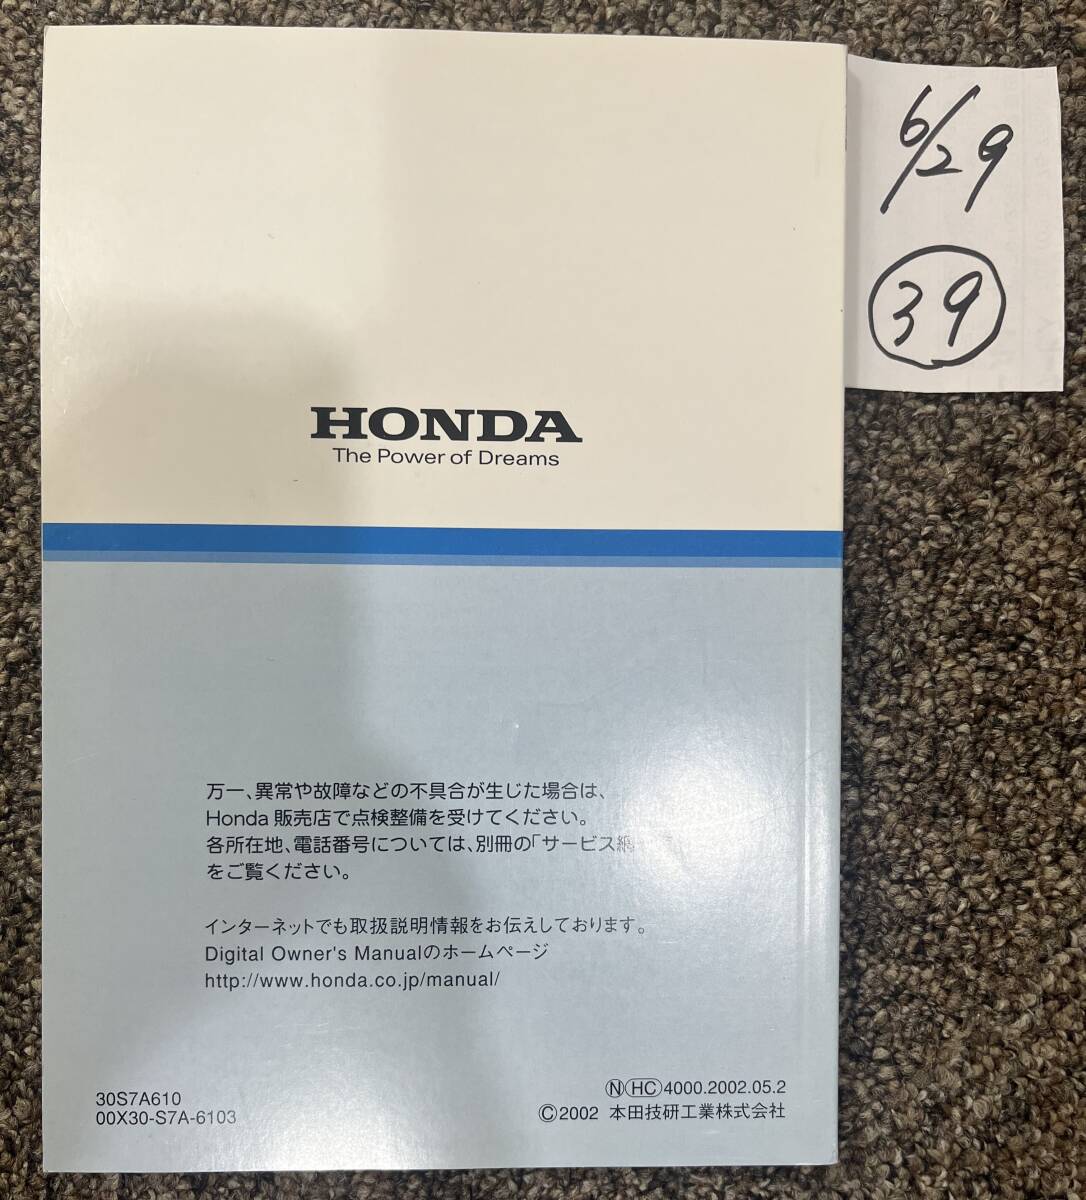 6/29
39
HONDA
The Power of Dreams
万一、異常や故障などの不具合が生じた場合は、
Honda 販売店で点検整備を受けてください。
各所在地、電話番号については、別冊の「サービス網
をご覧ください。
インターネットでも取扱説明情報をお伝えしております。
Digital Owner's Manualのホームページ
http://www.honda.co.jp/manual/
30S7A610
00X30-S7A-6103
N HC 4000.2002.05.2
©2002 本田技研工業株式会社